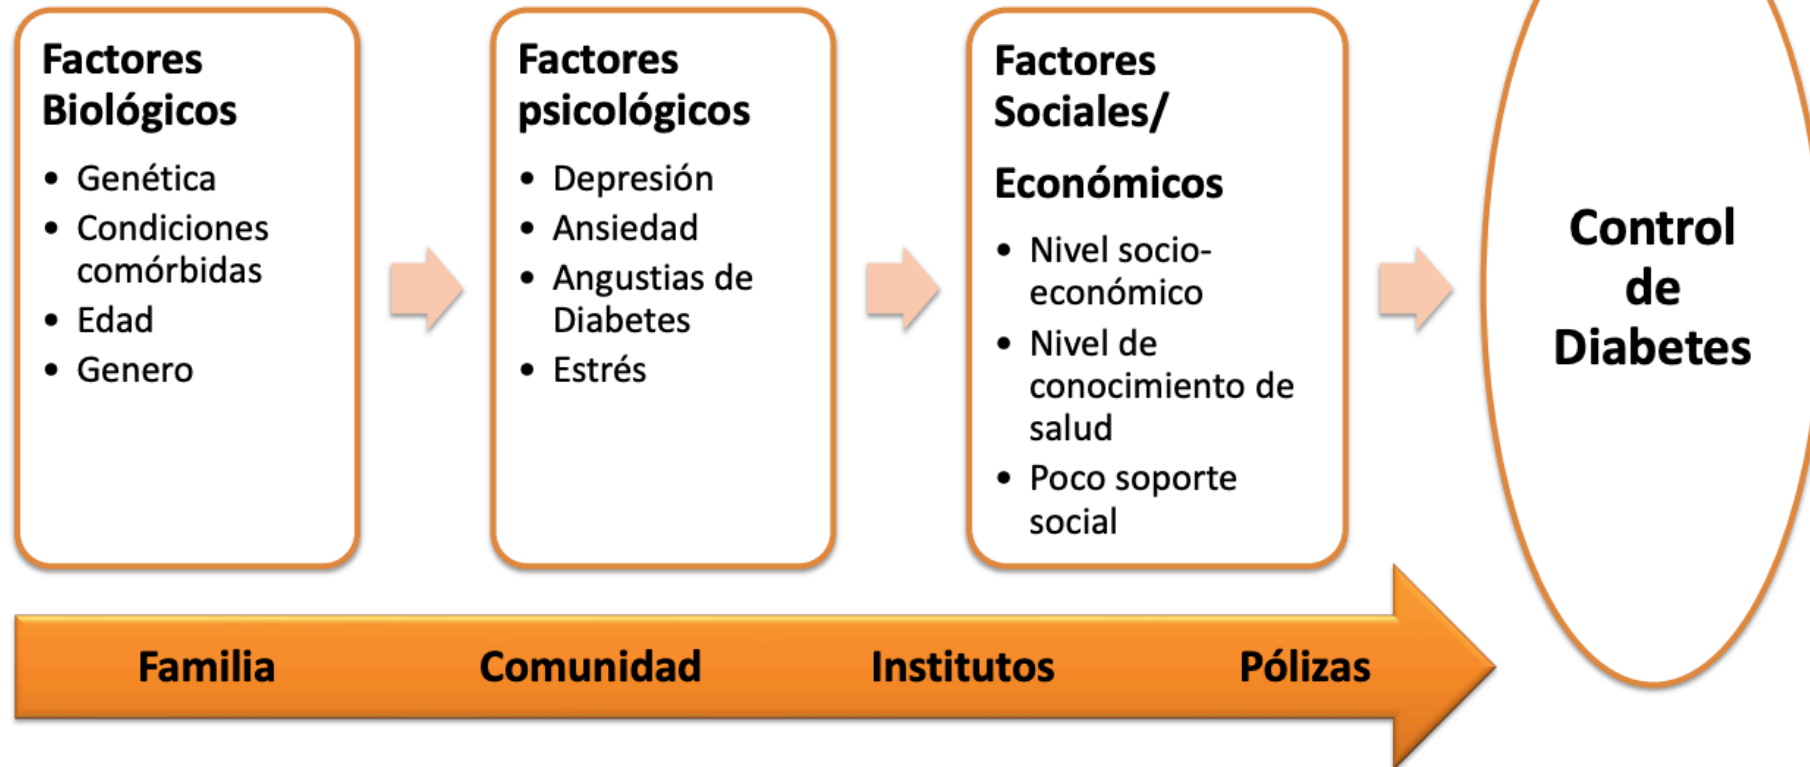 Factores
Biológicos
• Genética
• Condiciones
comórbidas
• Edad
• Genero
Factores
psicológicos
• Depresión
• Ansiedad
• Angustias de
Diabetes
• Estrés
Factores
Sociales/
Económicos
• Nivel socio-
económico
• Nivel de
conocimiento de
salud
• Poco soporte
social
Control
de
Diabetes
Familia Comunidad Institutos Pólizas